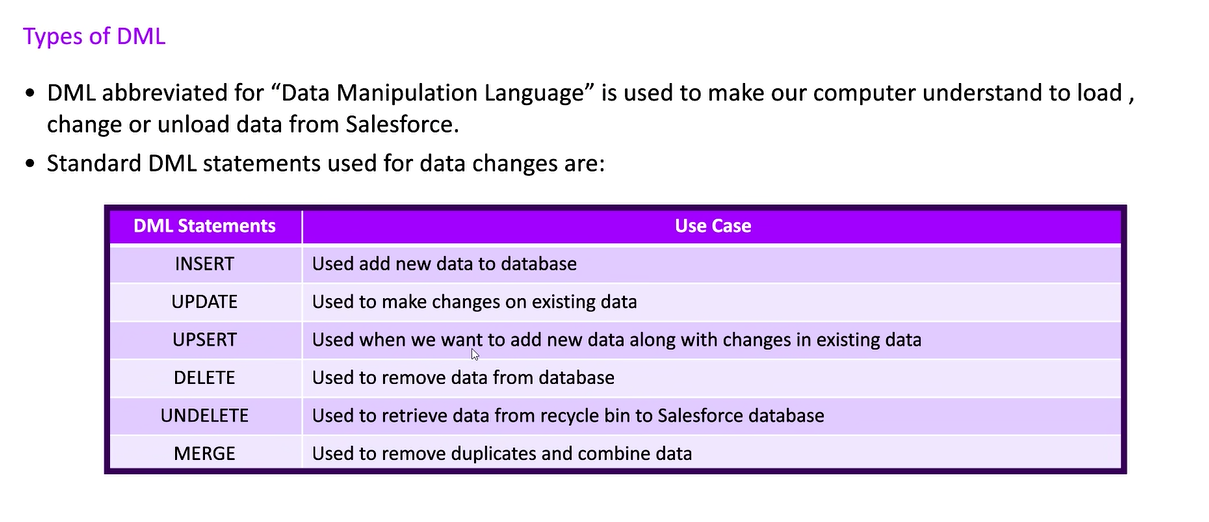 Types of DML
• DML abbreviated for “Data Manipulation Language” is used to make our computer understand to load ,
change or unload data from Salesforce.
• Standard DML statements used for data changes are:
DML Statements Use Case
INSERT Used add new data to database
UPDATE Used to make changes on existing data
UPSERT Used when we want to add new data along with changes in existing data
DELETE Used to remove data from database
UNDELETE Used to retrieve data from recycle bin to Salesforce database
MERGE Used to remove duplicates and combine data